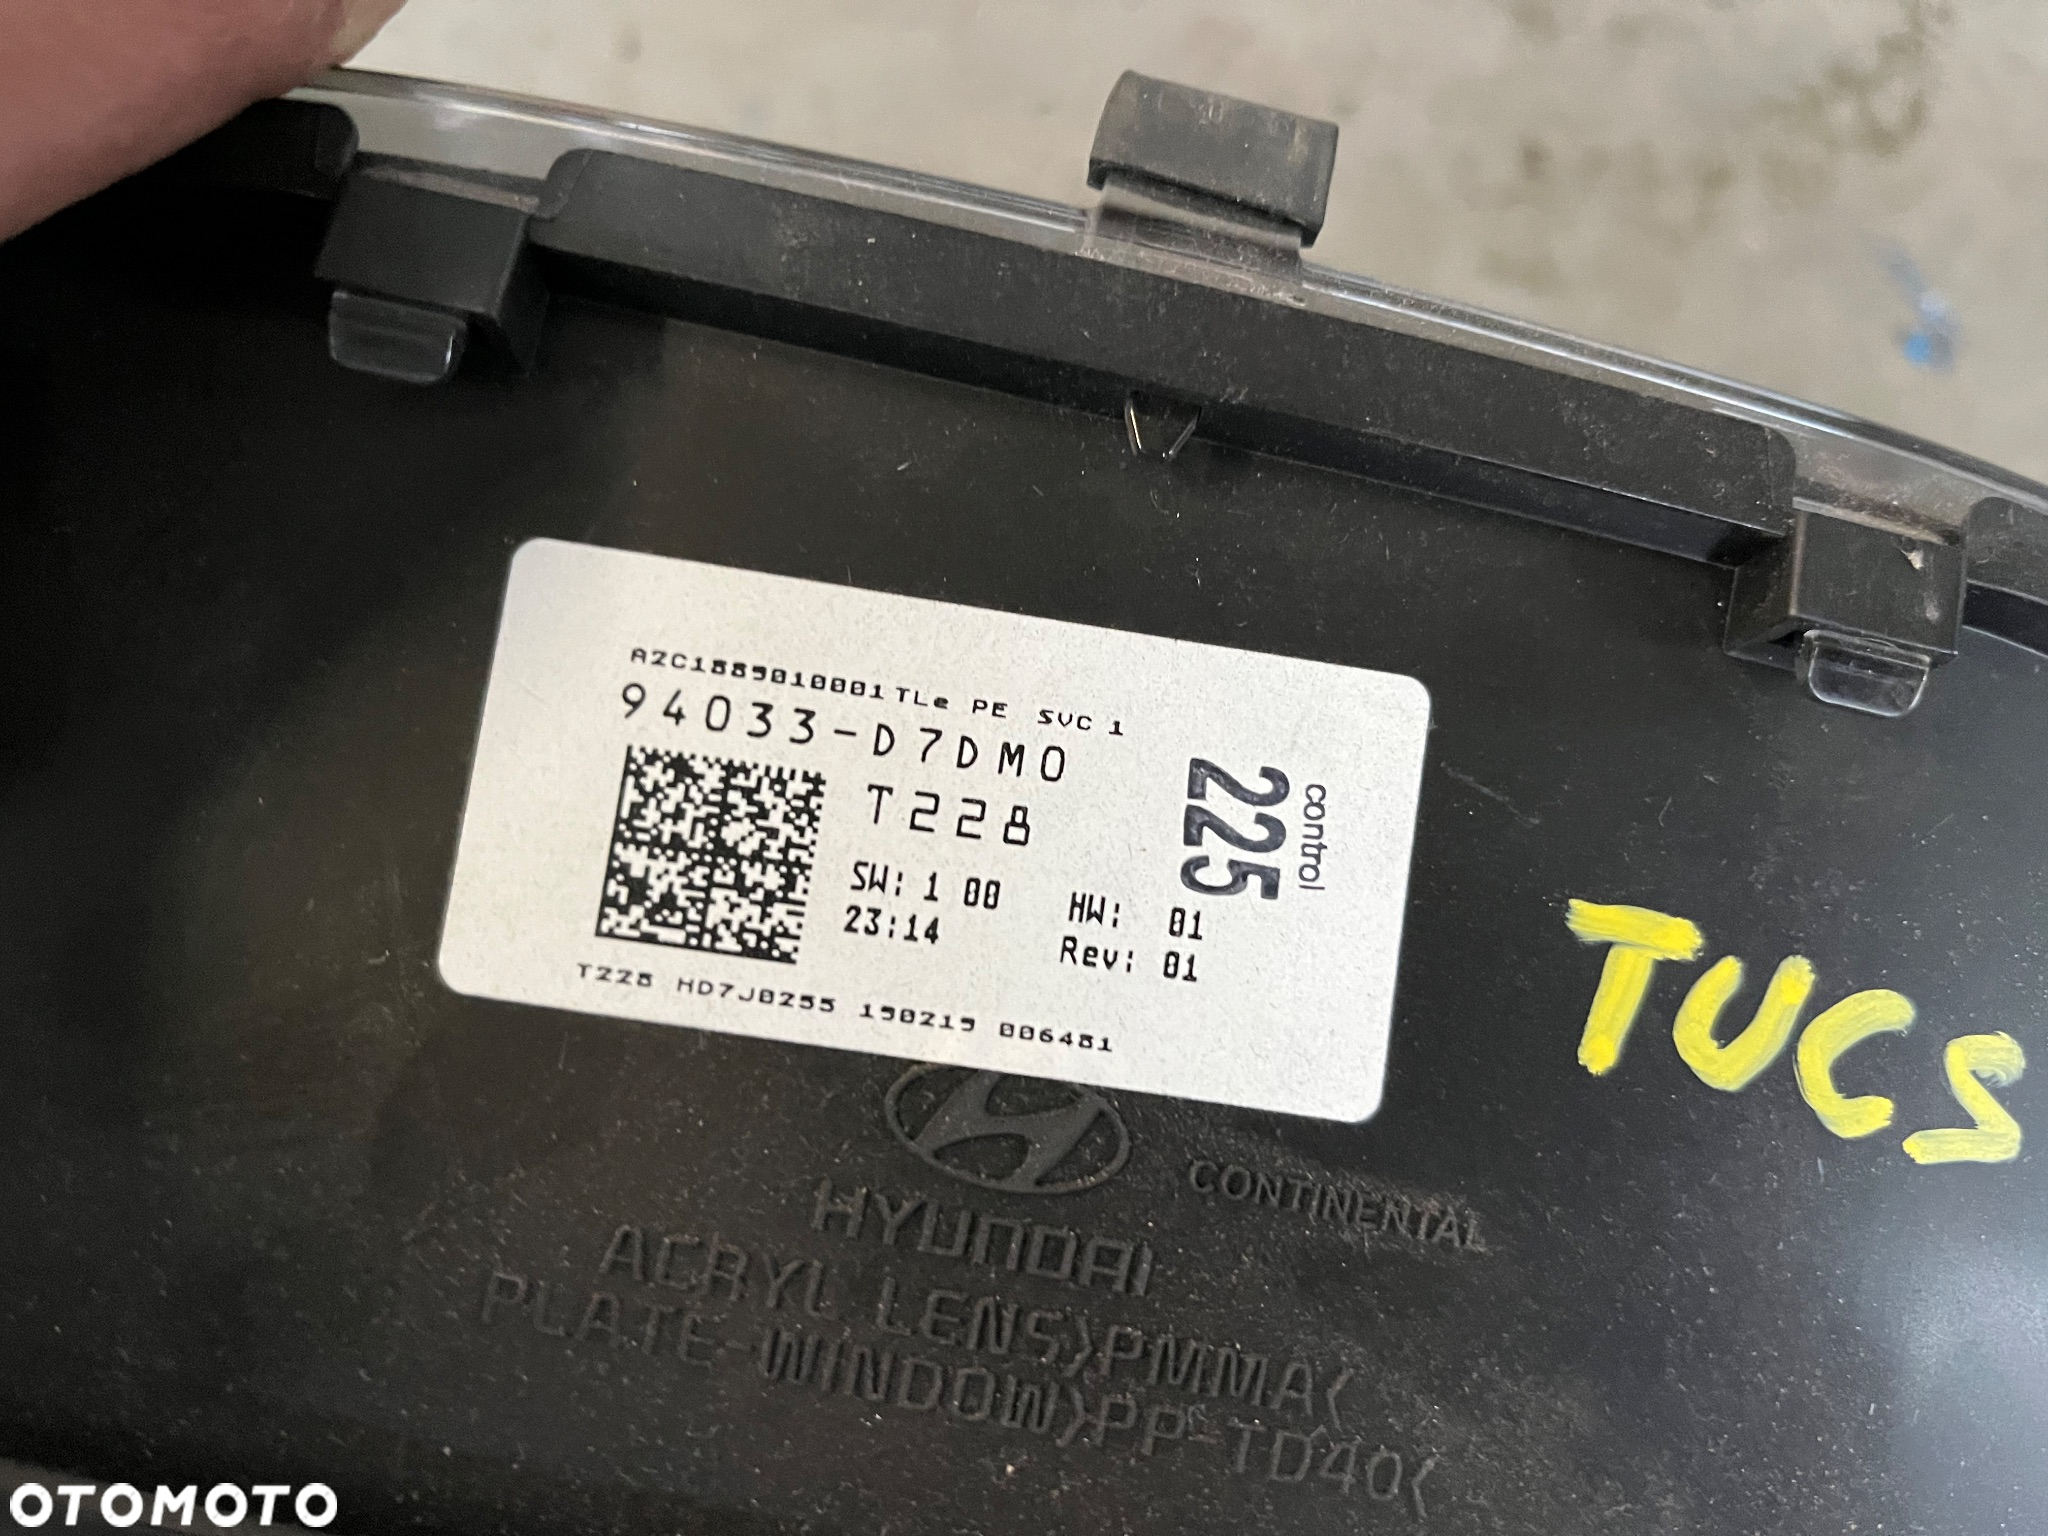 A2C1889010001TLe PE SVC 1
94033-D7DM0
T228
SW: 1 00 HW: 01
23:14 Rev: 01
225
control
T228 HD7J0255 190219 006481
TUCS
HYUNDAI
CONTINENTAL
ACRYL LENS>PMMA<
PLATE-WINDOW>PP-TD40<
OTOMOTO